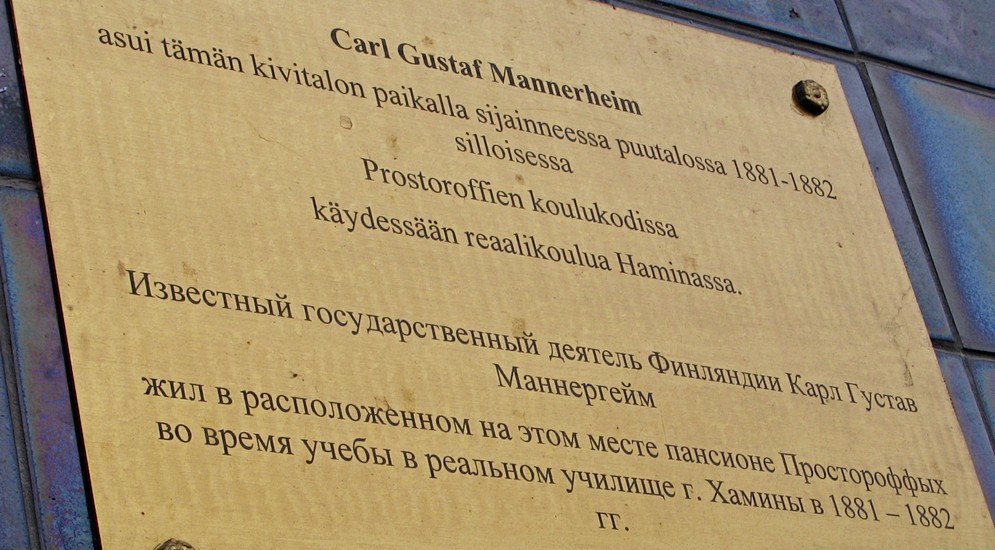 Carl Gustaf Mannerheim
asui tämän kivitalon paikalla sijainneessa puutalossa 1881-1882
silloisessa
Prostoroffien koulukodissa
käydessään reaalikoulua Haminassa.
Известный государственный деятель Финляндии Карл Густав
Маннергейм
жил в расположенном на этом месте пансионе Простороффых
во время учебы в реальном училище г. Хамины в 1881 – 1882
гг.